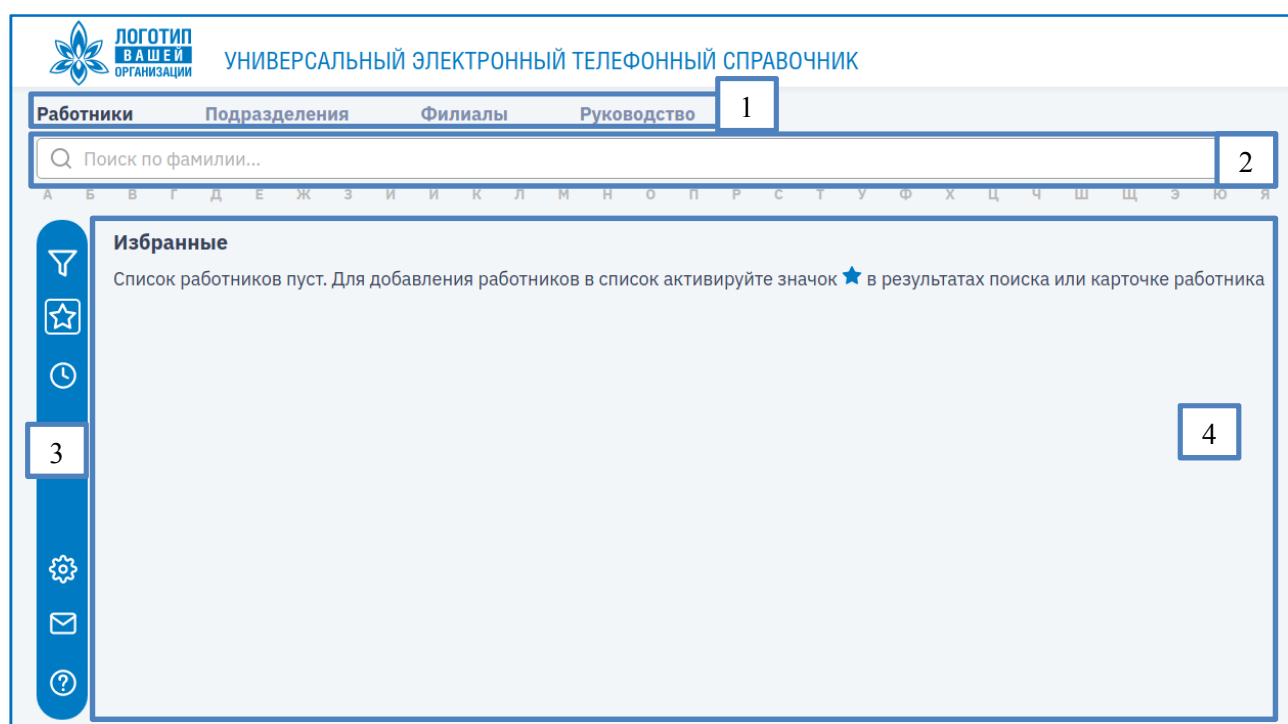 ЛОГОТИП
ВАШЕЙ
ОРГАНИЗАЦИИ
УНИВЕРСАЛЬНЫЙ ЭЛЕКТРОННЫЙ ТЕЛЕФОННЫЙ СПРАВОЧНИК
Работники Подразделения Филиалы Руководство 1
Поиск по фамилии... 2
А Б В Г Д Е Ж З И Й К Л М Н О П Р С Т У Ф Х Ц Ч Ш Щ Э Ю Я
Избранные
Список работников пуст. Для добавления работников в список активируйте значок ★ в результатах поиска или карточке работника
3
4